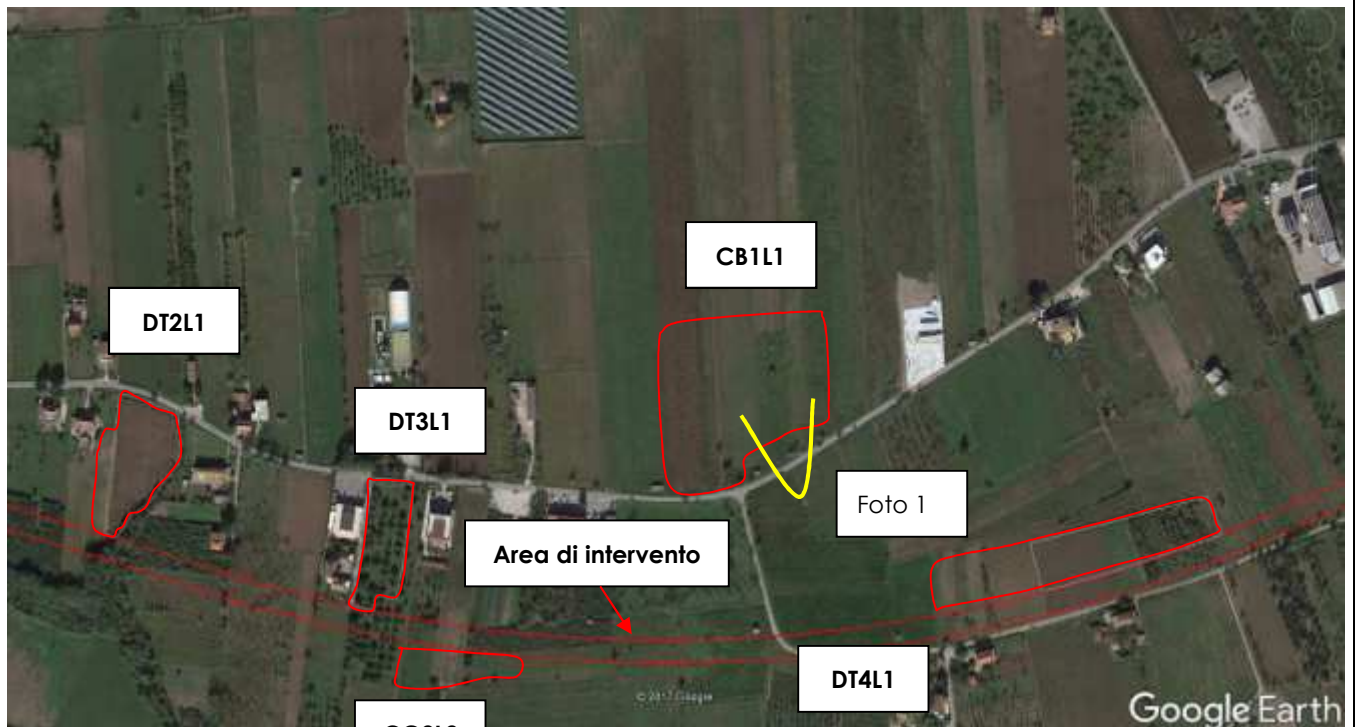 CB1L1
DT2L1
DT3L1
Foto 1
Area di intervento
DT4L1
© 2017 Google
Google Earth